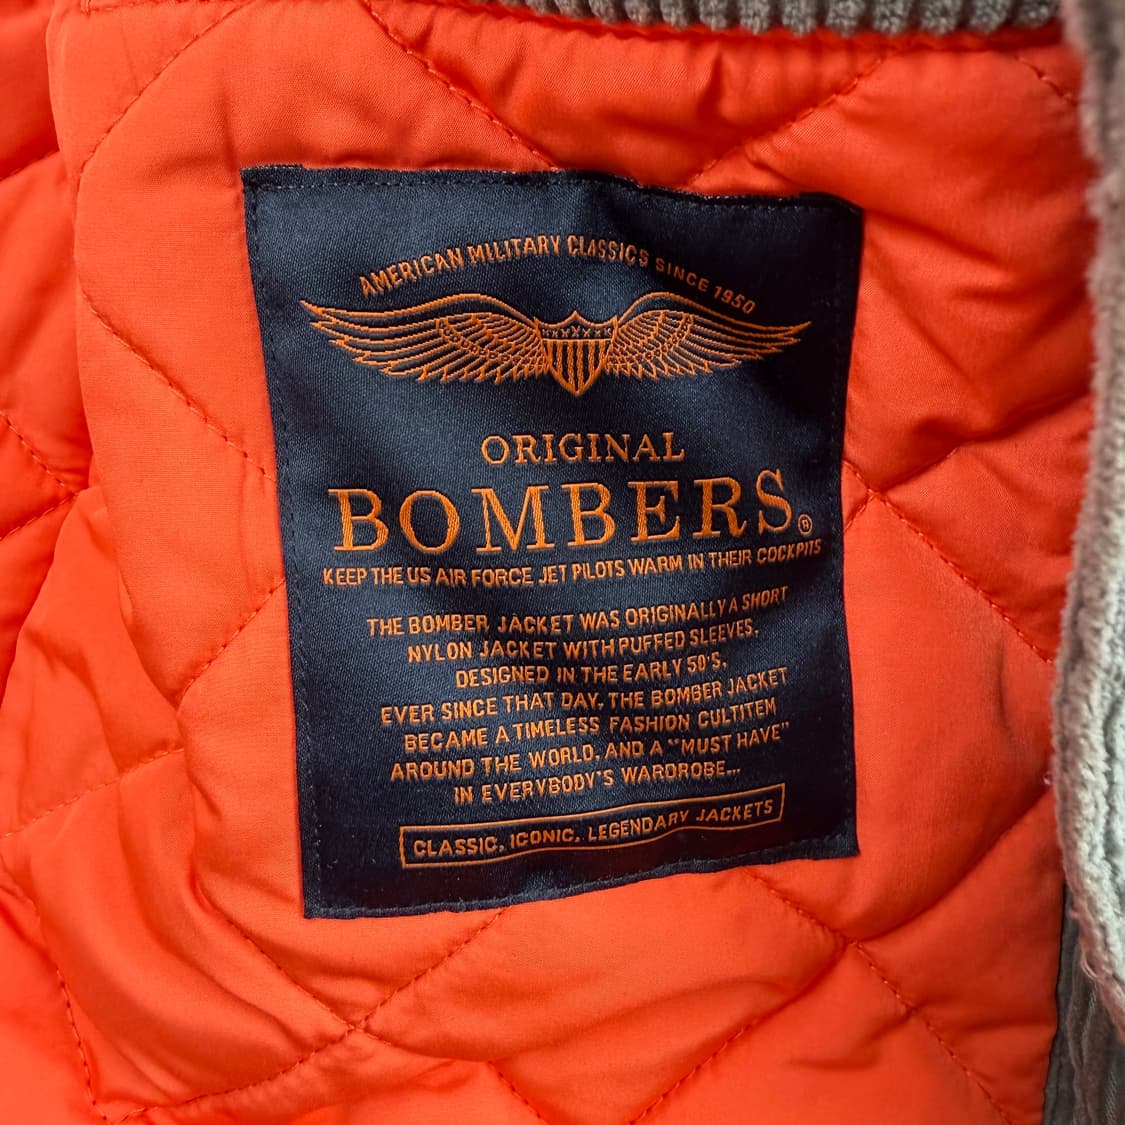 AMERICAN MILITARY CLASSICS SINCE 1950
ORIGINAL
BOMBERS®
KEEP THE US AIR FORCE JET PILOTS WARM IN THEIR COCKPITS
THE BOMBER JACKET WAS ORIGINALLY A SHORT
NYLON JACKET WITH PUFFED SLEEVES,
DESIGNED IN THE EARLY 50'S.
EVER SINCE THAT DAY, THE BOMBER JACKET
BECAME A TIMELESS FASHION CULTITEM
AROUND THE WORLD, AND A "MUST HAVE"
IN EVERYBODY'S WARDROBE...
CLASSIC, ICONIC, LEGENDARY JACKETS